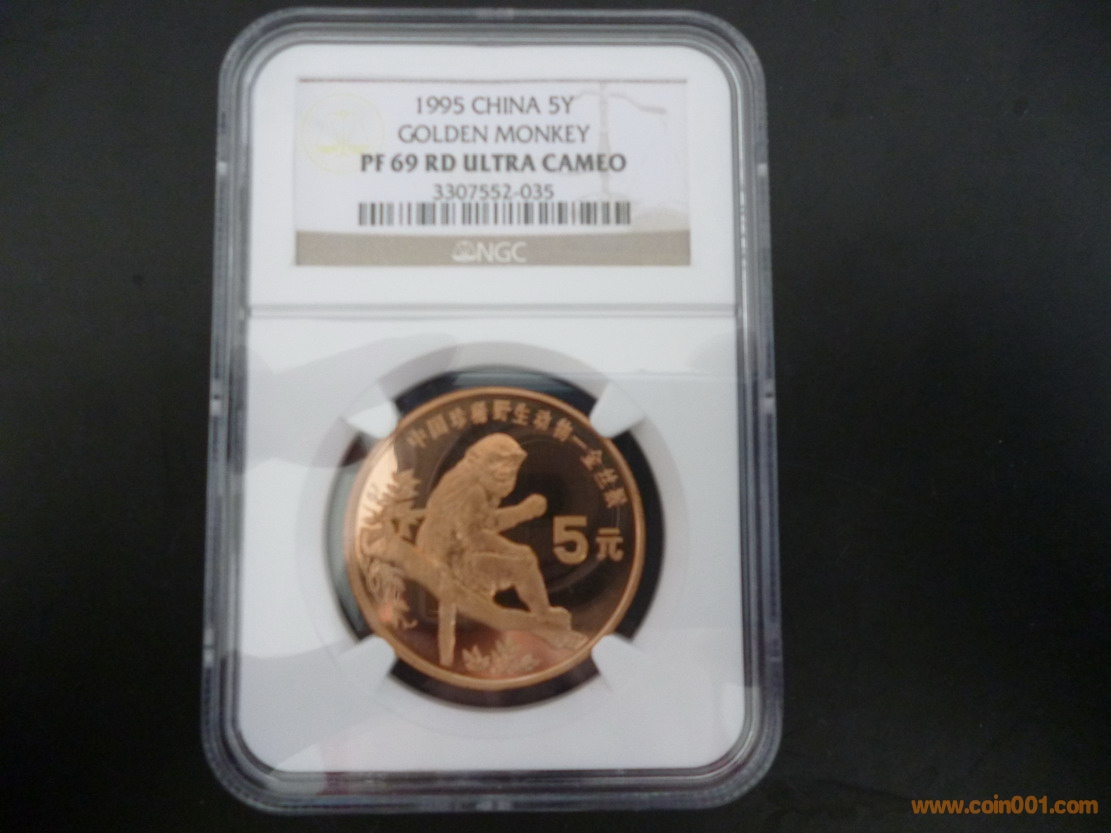 1995 CHINA 5Y
GOLDEN MONKEY
PF 69 RD ULTRA CAMEO
3307552-035
NGC
中国珍稀野生动物—金丝猴
5元
www.coin001.com